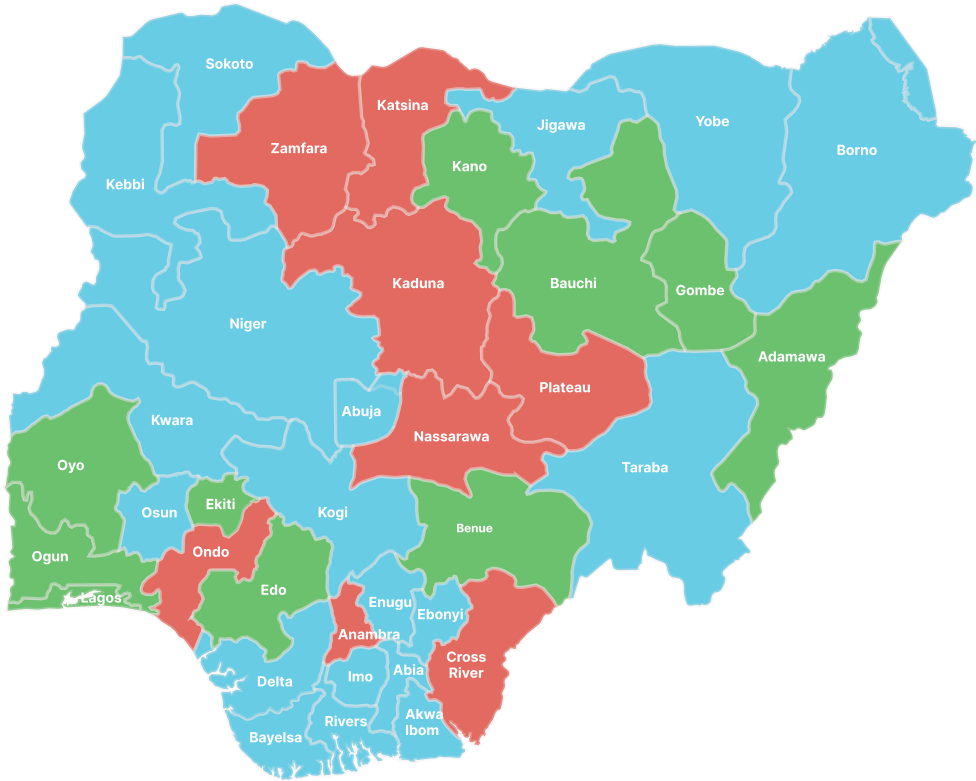 Sokoto
Katsina
Zamfara
Kebbi
Jigawa
Yobe
Borno
Kano
Kaduna
Bauchi
Gombe
Niger
Adamawa
Plateau
Abuja
Kwara
Nassarawa
Oyo
Taraba
Osun
Ekiti
Kogi
Benue
Ogun
Ondo
Edo
Lagos
Enugu
Ebonyi
Anambra
Cross
River
Delta
Imo
Abia
Bayelsa
Rivers
Akwa
Ibom